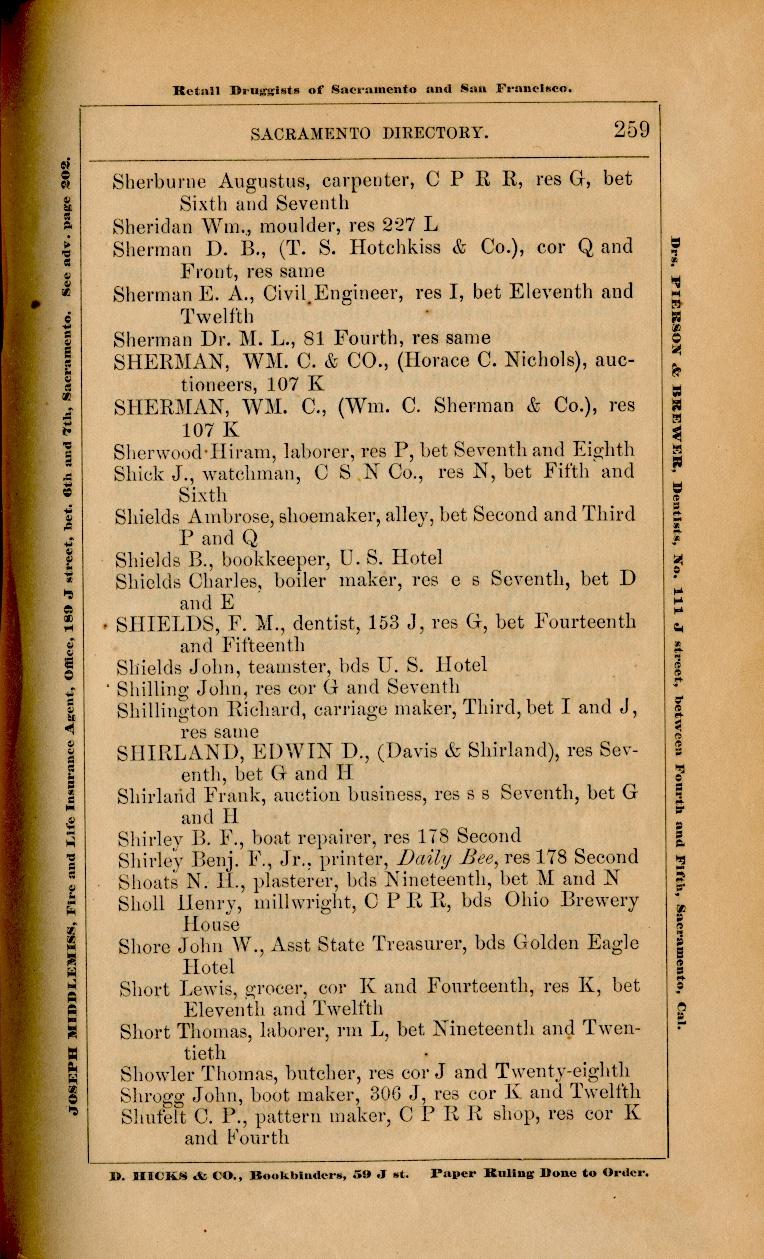 Retail Druggists of Sacramento and San Francisco.
SACRAMENTO DIRECTORY. 259
Sherburne Augustus, carpenter, C P R R, res G, bet
Sixth and Seventh
Sheridan Wm., moulder, res 227 L
Sherman D. B., (T. S. Hotchkiss & Co.), cor Q and
Front, res same
Sherman E. A., Civil Engineer, res I, bet Eleventh and
Twelfth
Sherman Dr. M. L., 81 Fourth, res same
SHERMAN, WM. C. & CO., (Horace C. Nichols), auc-
tioneers, 107 K
SHERMAN, WM. C., (Wm. C. Sherman & Co.), res
107 K
Sherwood Hiram, laborer, res P, bet Seventh and Eighth
Shick J., watchman, C S N Co., res N, bet Fifth and
Sixth
Shields Ambrose, shoemaker, alley, bet Second and Third
P and Q
Shields B., bookkeeper, U. S. Hotel
Shields Charles, boiler maker, res e s Seventh, bet D
and E
SHIELDS, F. M., dentist, 153 J, res G, bet Fourteenth
and Fifteenth
Shields John, teamster, bds U. S. Hotel
Shilling John, res cor G and Seventh
Shillington Richard, carriage maker, Third, bet I and J,
res same
SHIRLAND, EDWIN D., (Davis & Shirland), res Sev-
enth, bet G and H
Shirland Frank, auction business, res s s Seventh, bet G
and H
Shirley B. F., boat repairer, res 178 Second
Shirley Benj. F., Jr., printer, Daily Bee, res 178 Second
Shoats N. H., plasterer, bds Nineteenth, bet M and N
Sholl Henry, millwright, C P R R, bds Ohio Brewery
House
Shore John W., Asst State Treasurer, bds Golden Eagle
Hotel
Short Lewis, grocer, cor K and Fourteenth, res K, bet
Eleventh and Twelfth
Short Thomas, laborer, rm L, bet Nineteenth and Twen-
tieth
Showler Thomas, butcher, res cor J and Twenty-eighth
Shrogg John, boot maker, 306 J, res cor K and Twelfth
Shufelt C. P., pattern maker, C P R R shop, res cor K
and Fourth
D. HICKS & CO., Bookbinders, 59 J st. Paper Ruling Done to Order.
JOSEPH MIDDLEMISS, Fire and Life Insurance Agent, Office, 189 J street, bet. 6th and 7th, Sacramento. See adv. page 202.
Drs. PIERSON & BREWER, Dentists, No. 111 J street, between Fourth and Fifth, Sacramento, Cal.